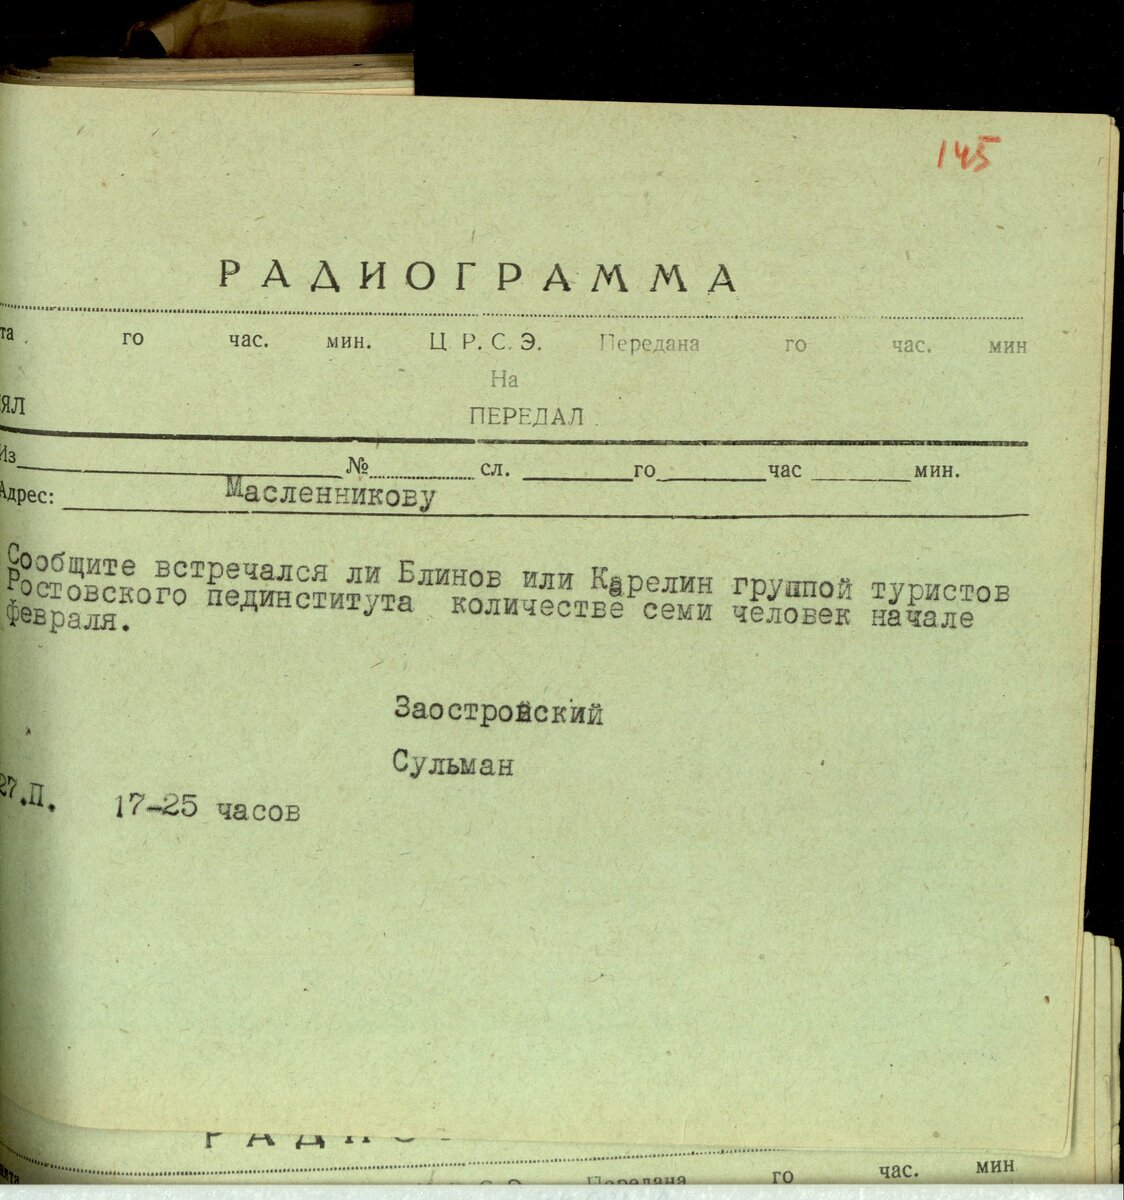 145
РАДИОГРАММА
та го час. мин. Ц Р. С. Э. Передана го час. мин
На
ЯЛ ПЕРЕДАЛ
Из № сл. го час мин.
Адрес: Масленникову
Сообщите встречался ли Блинов или Карелин группой туристов
Ростовского пединститута количестве семи человек начале
февраля.
Заостройский
Сульман
27.П. 17-25 часов
РАДИО
Передана го час. мин